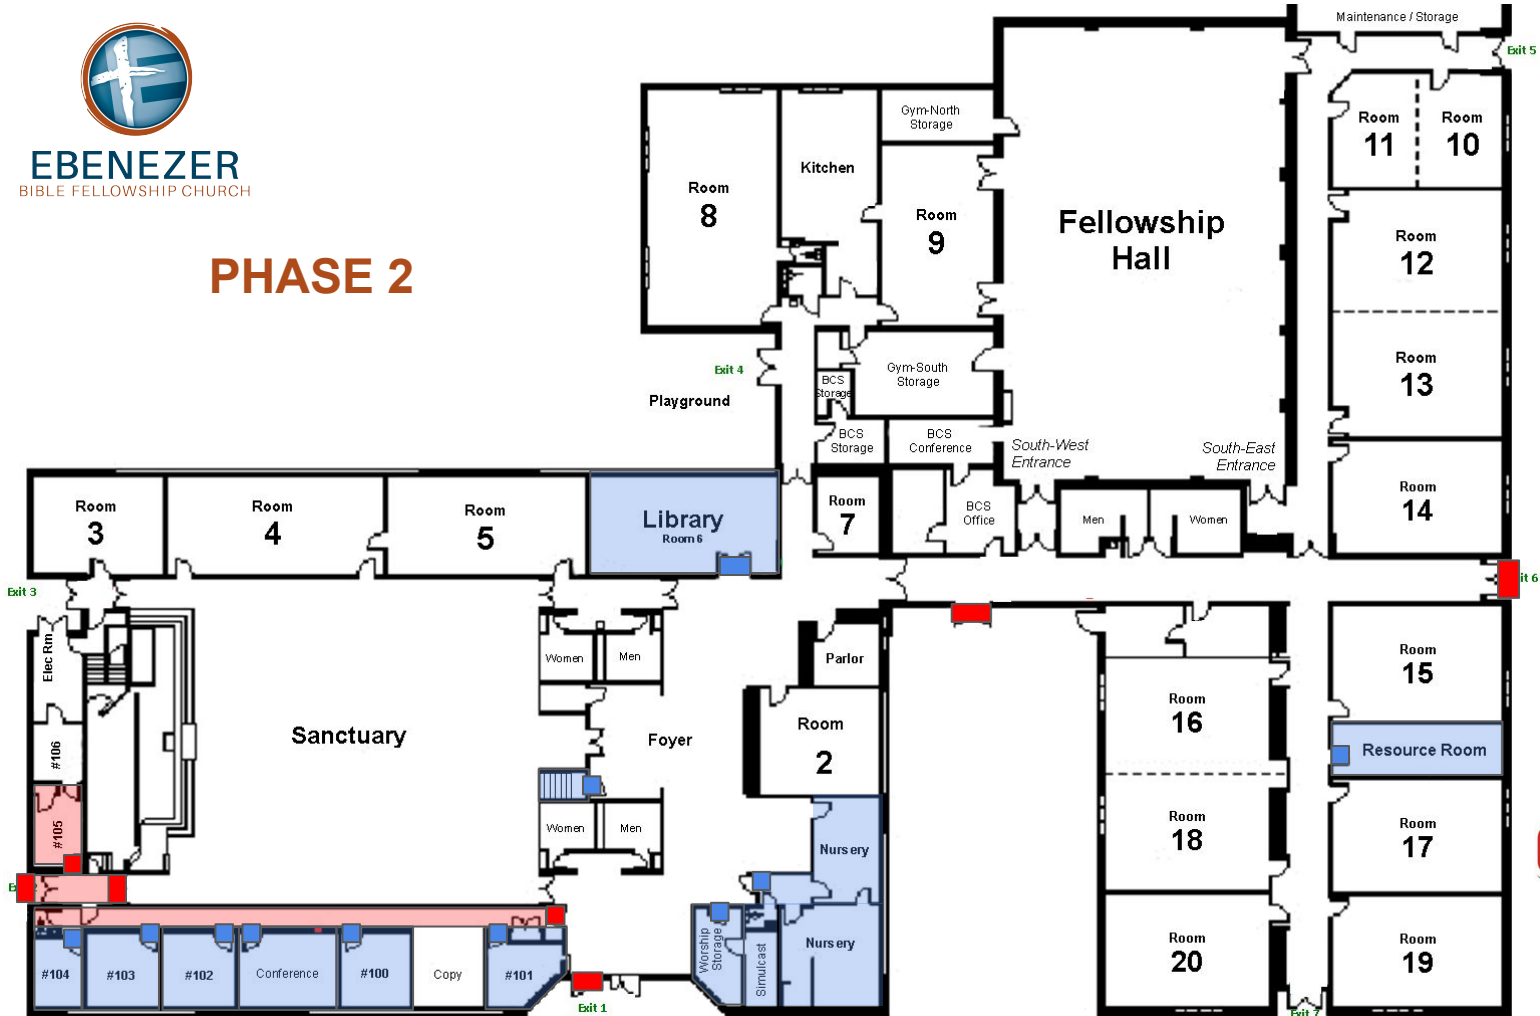 Maintenance / Storage
Exit 5
EBENEZER
BIBLE FELLOWSHIP CHURCH
PHASE 2
Gym-North
Storage
Room
11
Room
10
Kitchen
Room
8
Room
9
Fellowship
Hall
Room
12
Room
13
Exit 4
Playground
Gym-South
Storage
BCS
Storage
BCS
Storage
BCS
Conference
South-West
Entrance
South-East
Entrance
Room
14
Room
3
Room
4
Room
5
Library
Room 6
Room
7
BCS
Office
Men
Women
Exit 3
it 6
Elec Rm
Women
Men
Parlor
Room
15
Sanctuary
Foyer
Room
2
Room
16
Resource Room
#106
#105
Women
Men
Nursery
Room
18
Room
17
Worship
Storage
Simulcast
Nursery
#104
#103
#102
Conference
#100
Copy
#101
Room
20
Room
19
Exit 1
Exit 7